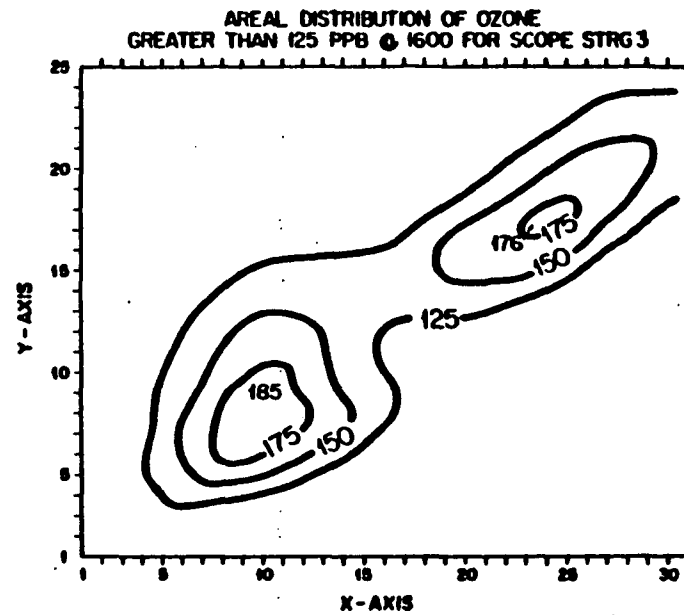 AREAL DISTRIBUTION OF OZONE
GREATER THAN 125 PPB @ 1600 FOR SCOPE STRG 3
25
20
15
10
5
1
Y-AXIS
176
175
150
125
185
175
150
1 5 10 15 20 25 30
X-AXIS